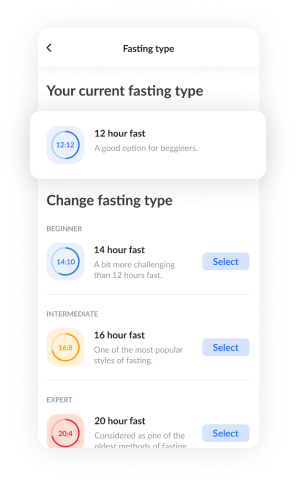 Fasting type
Your current fasting type
12:12
12 hour fast
A good option for begginers.
Change fasting type
BEGINNER
14:10
14 hour fast
A bit more challenging
than 12 hours fast.
Select
INTERMEDIATE
16:8
16 hour fast
One of the most popular
styles of fasting.
Select
EXPERT
20:4
20 hour fast
Considered as one of the
oldest methods of fasting
Select